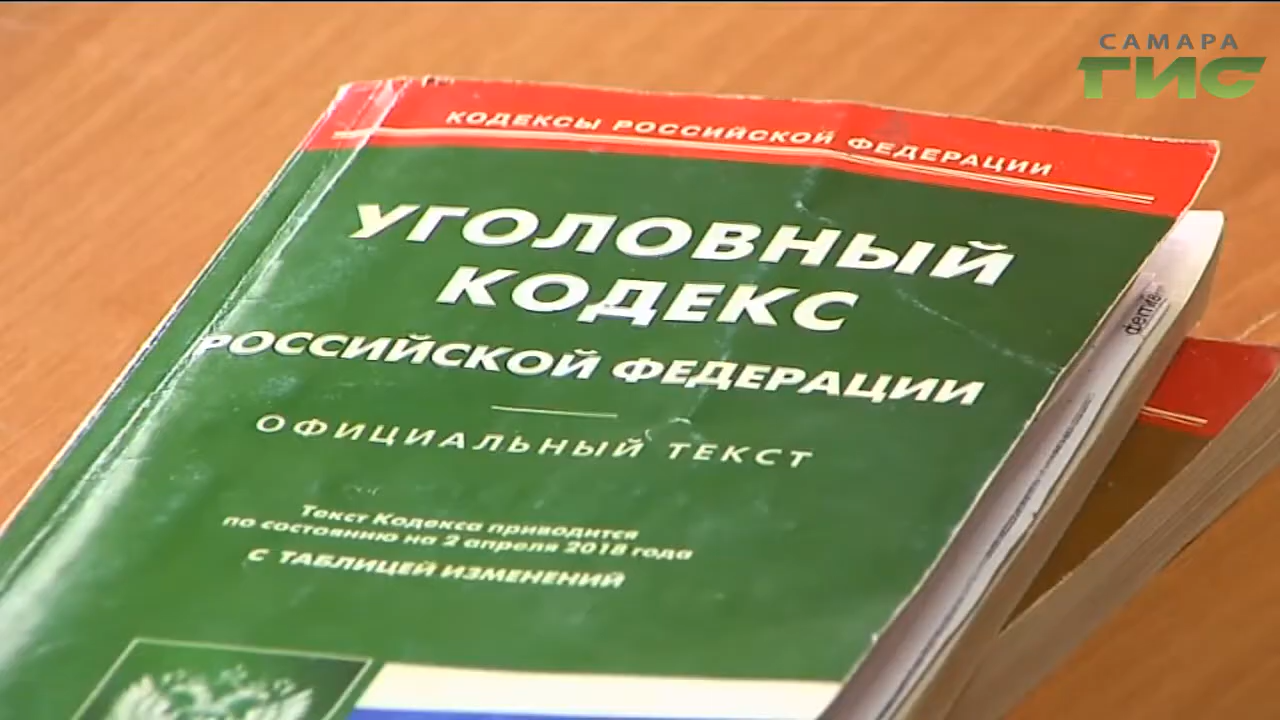 САМАРА
ГИС
КОДЕКСЫ РОССИЙСКОЙ ФЕДЕРАЦИИ
УГОЛОВНЫЙ
КОДЕКС
РОССИЙСКОЙ ФЕДЕРАЦИИ
ОФИЦИАЛЬНЫЙ ТЕКСТ
Текст Кодекса приводится
по состоянию на 2 апреля 2018 года
С ТАБЛИЦЕЙ ИЗМЕНЕНИЙ